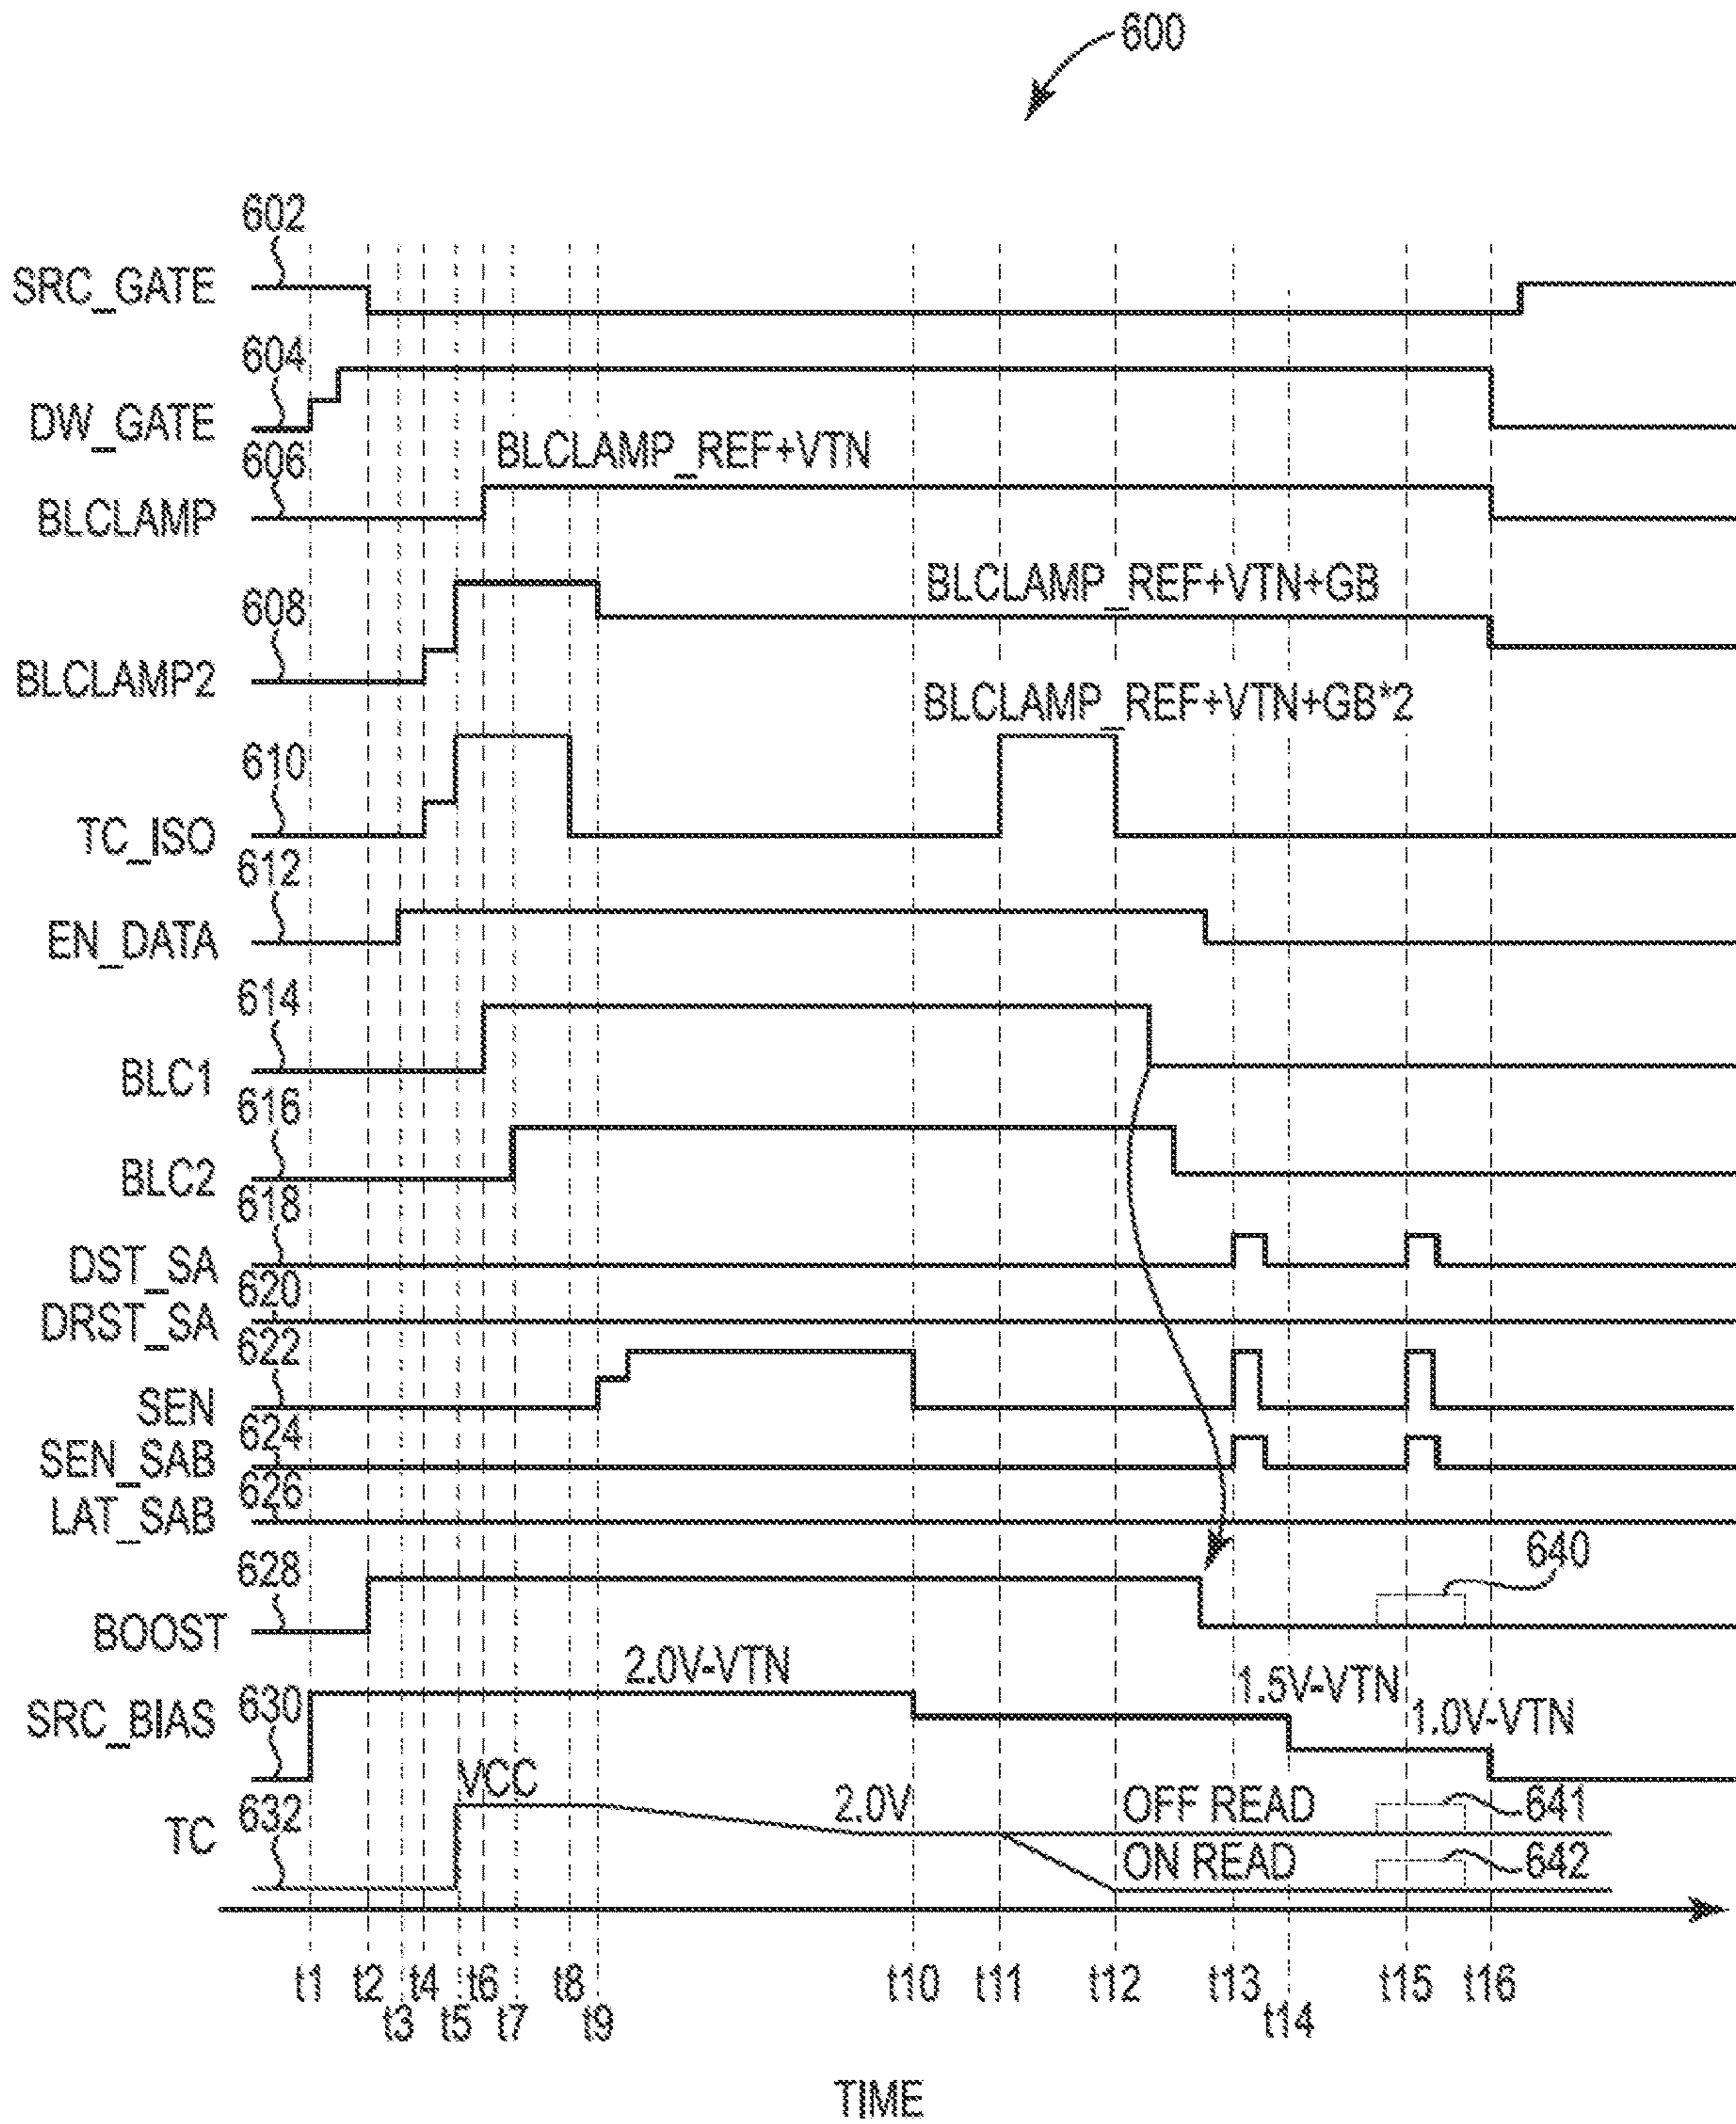 600
602
SRC_GATE
604
DW_GATE
606
BLCLAMP_REF+VTN
BLCLAMP
608
BLCLAMP_REF+VTN+GB
BLCLAMP2
BLCLAMP_REF+VTN+GB*2
610
TC_ISO
612
EN_DATA
614
BLC1
616
BLC2
618
DST_SA
620
DRST_SA
622
SEN
624
SEN_SAB
626
LAT_SAB
640
628
BOOST
2.0V-VTN
1.5V-VTN
SRC_BIAS 630
1.0V-VTN
VCC
2.0V
OFF READ
641
TC 632
ON READ
642
t1 t2 t4 t6 t8 t10 t11 t12 t13 t15 t16
t3 t5 t7 t9 t14
TIME